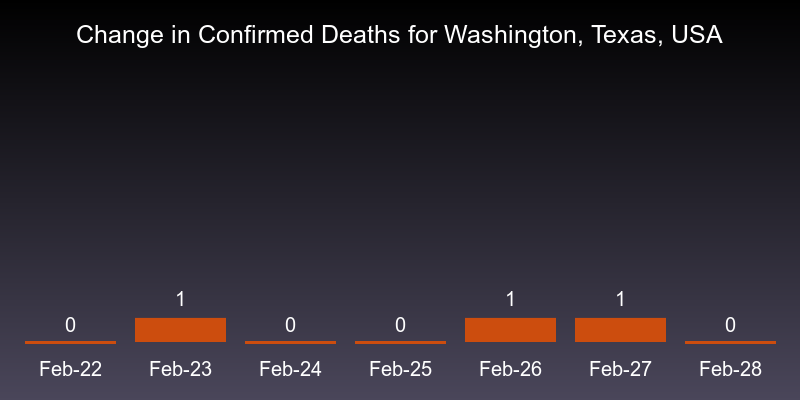 Change in Confirmed Deaths for Washington, Texas, USA
0 1 0 0 1 1 0
Feb-22 Feb-23 Feb-24 Feb-25 Feb-26 Feb-27 Feb-28